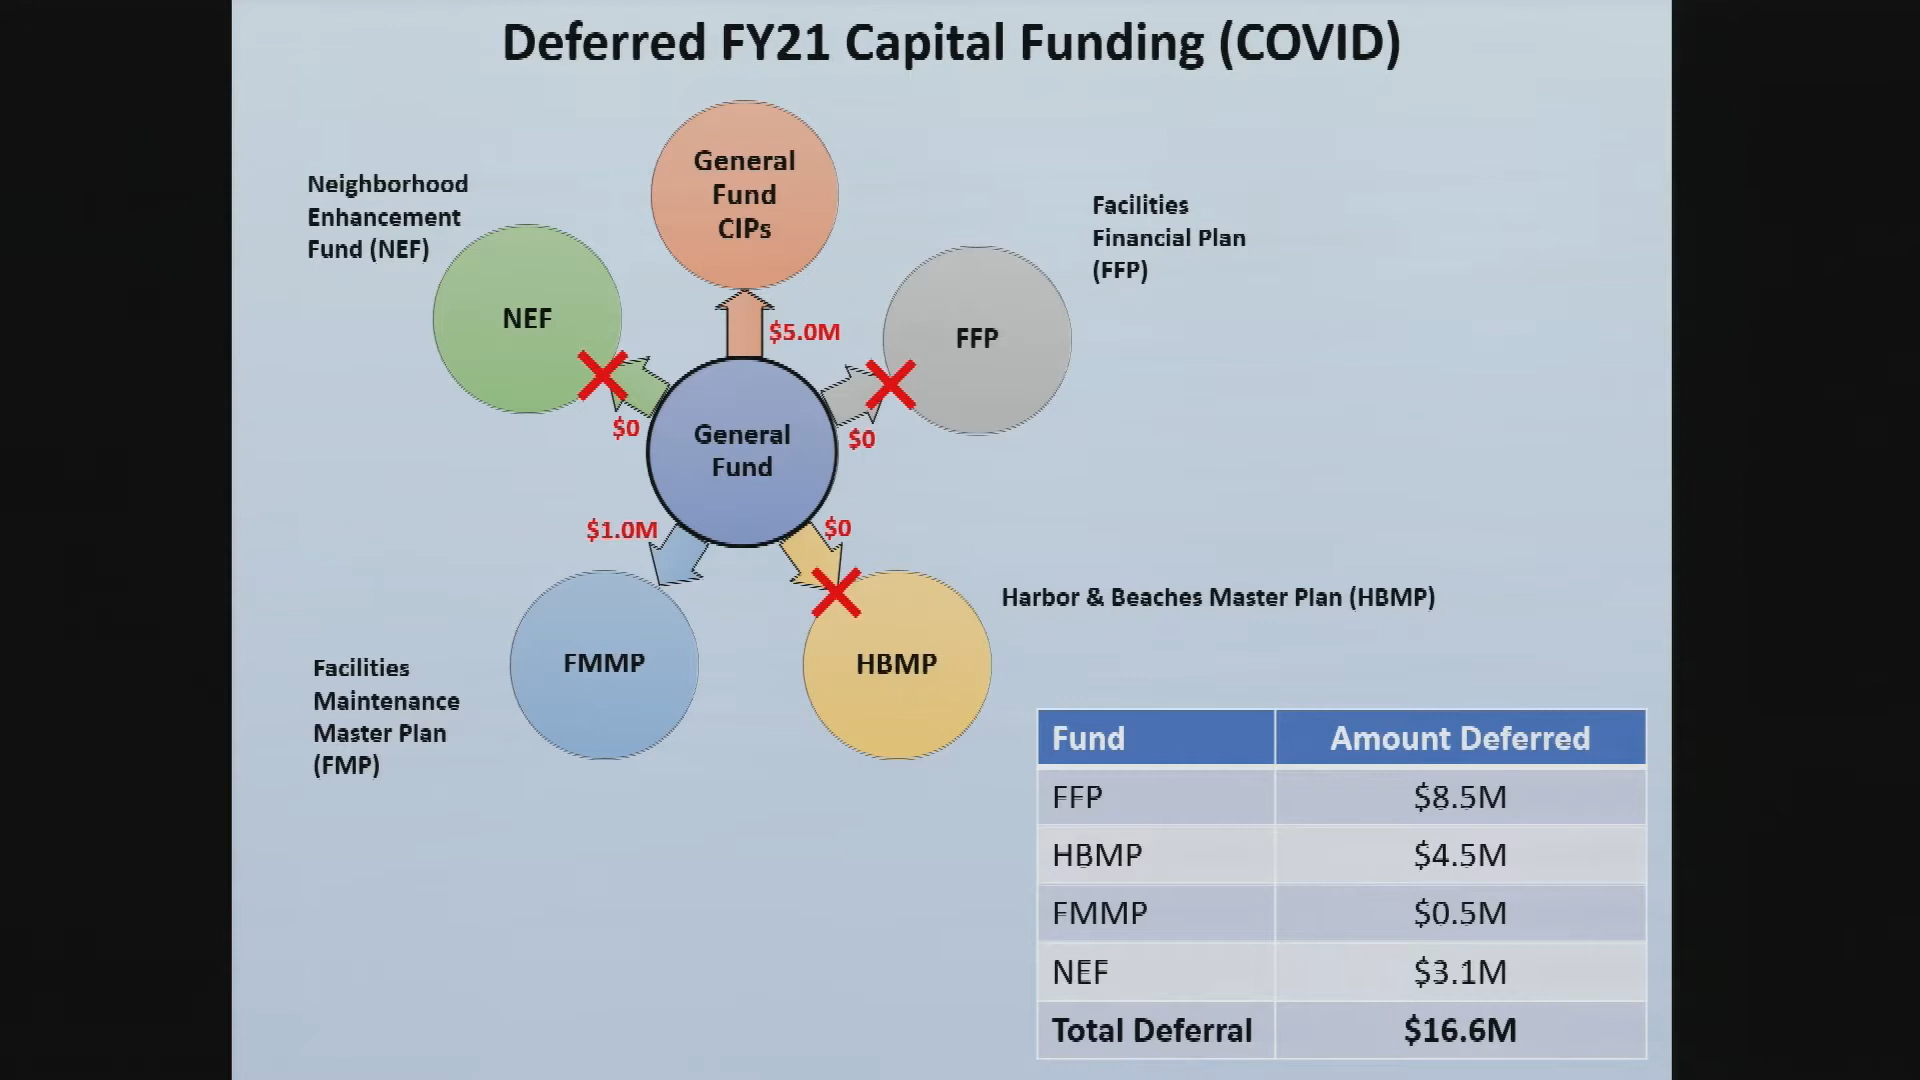 Deferred FY21 Capital Funding (COVID)
General
Fund
CIPs
Neighborhood
Enhancement
Fund (NEF)
Facilities
Financial Plan
(FFP)
NEF
$5.0M
FFP
$0
$0
General
Fund
$1.0M
$0
Harbor & Beaches Master Plan (HBMP)
FMMP
HBMP
Facilities
Maintenance
Master Plan
(FMP)
Fund Amount Deferred
FFP $8.5M
HBMP $4.5M
FMMP $0.5M
NEF $3.1M
Total Deferral $16.6M